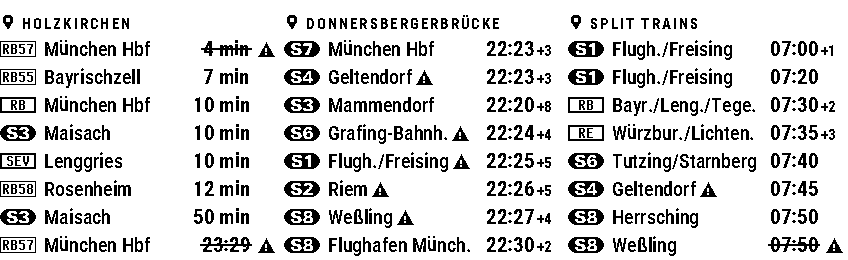 HOLZKIRCHEN
RB57 München Hbf 4 min
RB55 Bayrischzell 7 min
RB München Hbf 10 min
S3 Maisach 10 min
SEV Lenggries 10 min
RB58 Rosenheim 12 min
S3 Maisach 50 min
RB57 München Hbf 23:29
DONNERSBERGERBRÜCKE
S7 München Hbf 22:23+3
S4 Geltendorf 22:23+3
S3 Mammendorf 22:20+8
S6 Grafing-Bahnh. 22:24+4
S1 Flugh./Freising 22:25+5
S2 Riem 22:26+5
S8 Weßling 22:27+4
S8 Flughafen Münch. 22:30+2
SPLIT TRAINS
S1 Flugh./Freising 07:00+1
S1 Flugh./Freising 07:20
RB Bayr./Leng./Tege. 07:30+2
RE Würzbur./Lichten. 07:35+3
S6 Tutzing/Starnberg 07:40
S4 Geltendorf 07:45
S8 Herrsching 07:50
S8 Weßling 07:50